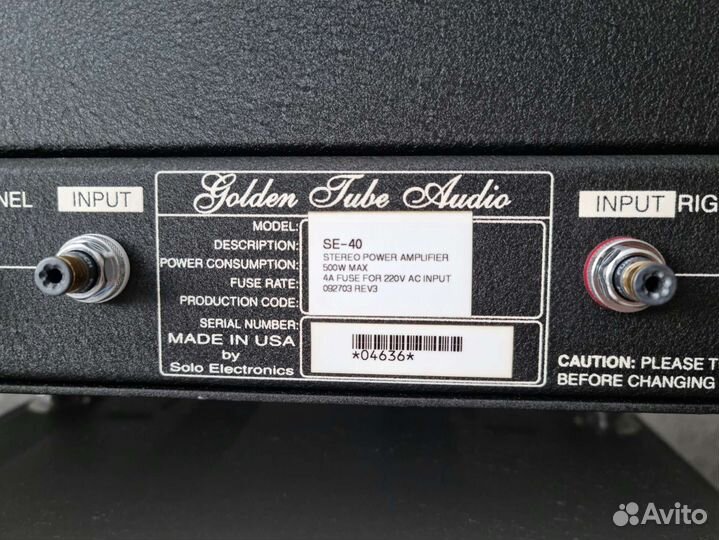 Golden Tube Audio
NEL INPUT
INPUT RIG
MODEL: SE-40
DESCRIPTION: STEREO POWER AMPLIFIER
POWER CONSUMPTION: 500W MAX
FUSE RATE: 4A FUSE FOR 220V AC INPUT
PRODUCTION CODE: 092703 REV3
SERIAL NUMBER:
MADE IN USA
by
Solo Electronics
*04636*
CAUTION: PLEASE T
BEFORE CHANGING
Avito